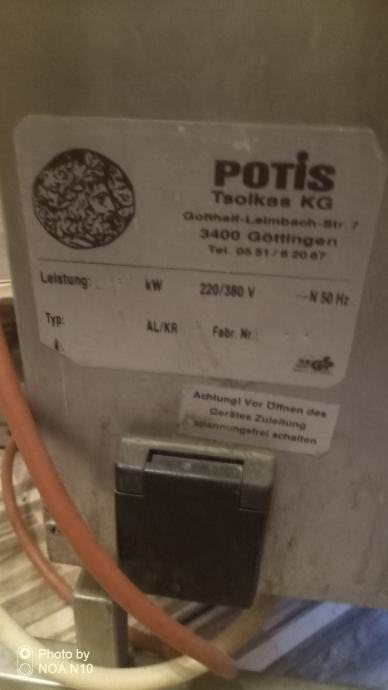 POTIS
Tsolkas KG
Gotthelf-Leimbach-Str. 7
3400 Göttingen
Tel. 05 51 / 6 20 67
Leistung: kW 220/380 V ~N 50 Hz
Typ: AL/KR Fabr. Nr.:
GS
Achtung! Vor Öffnen des
Gerätes Zuleitung
spannungsfrei schalten
Photo by
NOA N10